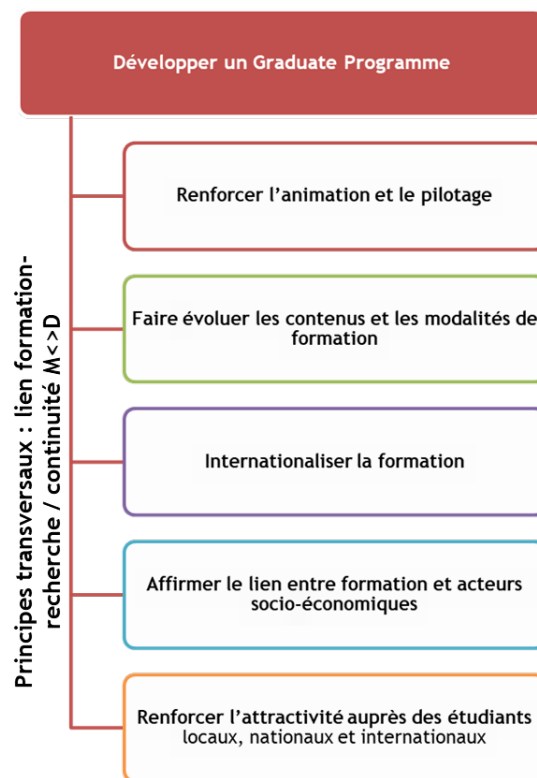 Développer un Graduate Programme
Renforcer l'animation et le pilotage
Faire évoluer les contenus et les modalités de
formation
Internationaliser la formation
Affirmer le lien entre formation et acteurs
socio-économiques
Renforcer l'attractivité auprès des étudiants
locaux, nationaux et internationaux
Principes transversaux : lien formation-
recherche / continuité M<>D